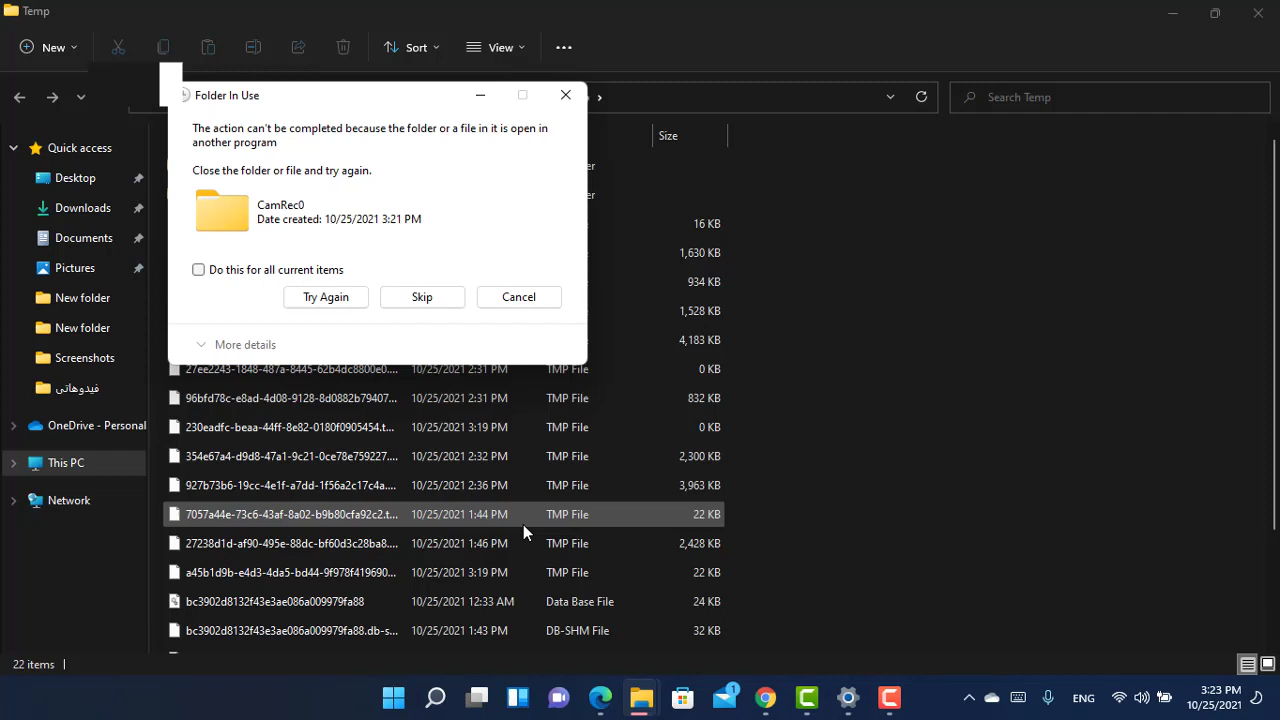 Temp
New
Sort
View
Search Temp
Folder In Use
The action can't be completed because the folder or a file in it is open in
another program
Close the folder or file and try again.
CamRec0
Date created: 10/25/2021 3:21 PM
Do this for all current items
Try Again
Skip
Cancel
More details
Quick access
Desktop
Downloads
Documents
Pictures
New folder
New folder
Screenshots
فيدوهاتى
OneDrive - Personal
This PC
Network
Size
er
er
16 KB
1,630 KB
934 KB
1,528 KB
4,183 KB
27ee2243-1848-487a-8445-62b4dc8800e0.... 10/25/2021 2:31 PM TMP File 0 KB
96bfd78c-e8ad-4d08-9128-8d0882b79407... 10/25/2021 2:31 PM TMP File 832 KB
230eadfc-beaa-44ff-8e82-0180f0905454.t... 10/25/2021 3:19 PM TMP File 0 KB
354e67a4-d9d8-47a1-9c21-0ce78e759227.... 10/25/2021 2:32 PM TMP File 2,300 KB
927b73b6-19cc-4e1f-a7dd-1f56a2c17c4a.... 10/25/2021 2:36 PM TMP File 3,963 KB
7057a44e-73c6-43af-8a02-b9b80cfa92c2.t... 10/25/2021 1:44 PM TMP File 22 KB
27238d1d-af90-495e-88dc-bf60d3c28ba8.... 10/25/2021 1:46 PM TMP File 2,428 KB
a45b1d9b-e4d3-4da5-bd44-9f978f419690... 10/25/2021 3:19 PM TMP File 22 KB
bc3902d8132f43e3ae086a009979fa88 10/25/2021 12:33 AM Data Base File 24 KB
bc3902d8132f43e3ae086a009979fa88.db-s... 10/25/2021 1:43 PM DB-SHM File 32 KB
22 items
1
ENG
3:23 PM
10/25/2021